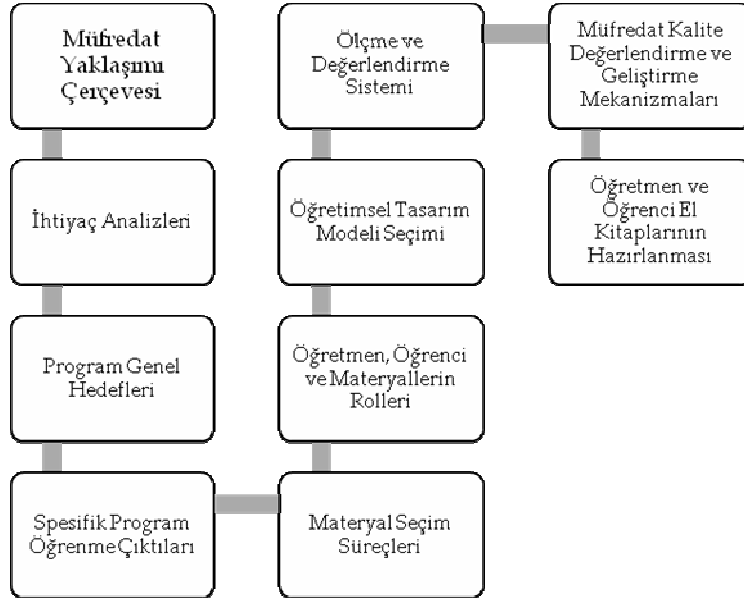 Müfredat
Yaklaşımı
Çerçevesi
İhtiyaç Analizleri
Program Genel
Hedefleri
Spesifik Program
Öğrenme Çıktıları
Materyal Seçim
Süreçleri
Öğretmen, Öğrenci
ve Materyallerin
Rolleri
Öğretimsel Tasarım
Modeli Seçimi
Ölçme ve
Değerlendirme
Sistemi
Müfredat Kalite
Değerlendirme ve
Geliştirme
Mekanizmaları
Öğretmen ve
Öğrenci El
Kitaplarının
Hazırlanması